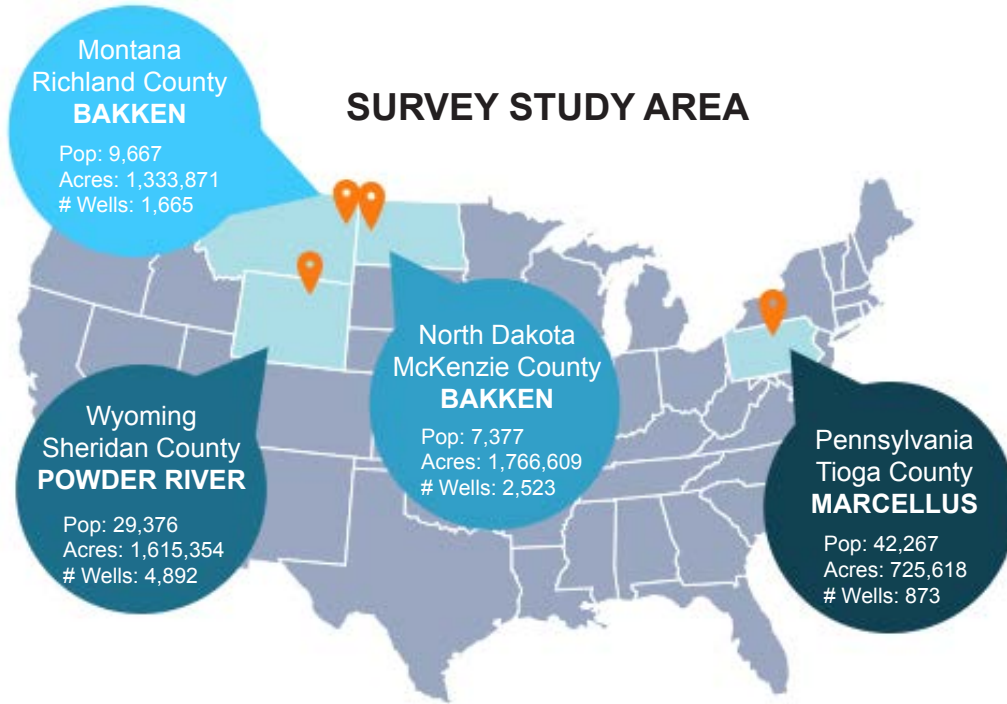 SURVEY STUDY AREA
Montana
Richland County
BAKKEN
Pop: 9,667
Acres: 1,333,871
# Wells: 1,665
North Dakota
McKenzie County
BAKKEN
Pop: 7,377
Acres: 1,766,609
# Wells: 2,523
Wyoming
Sheridan County
POWDER RIVER
Pop: 29,376
Acres: 1,615,354
# Wells: 4,892
Pennsylvania
Tioga County
MARCELLUS
Pop: 42,267
Acres: 725,618
# Wells: 873